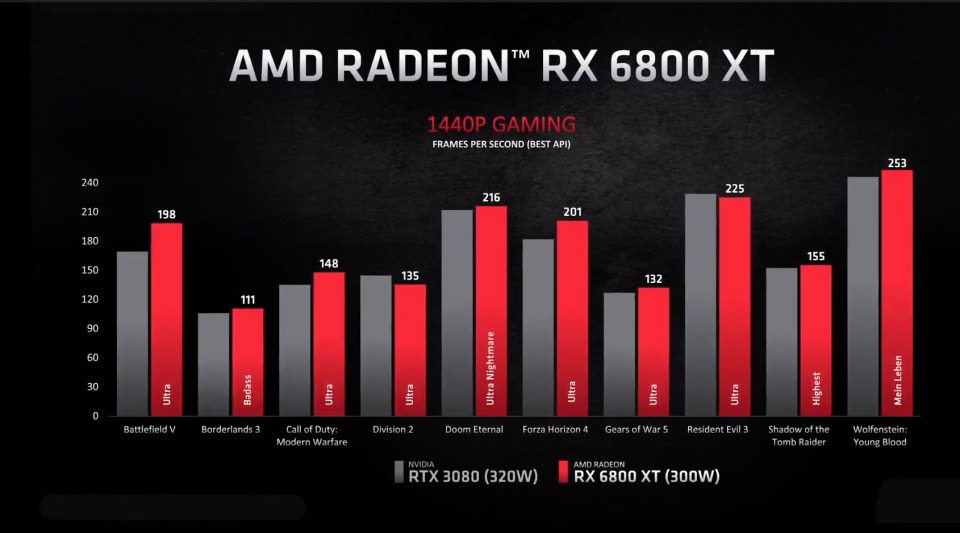 AMD RADEON™ RX 6800 XT
1440P GAMING
FRAMES PER SECOND (BEST API)
240
210
180
150
120
90
60
30
0
198
111
148
135
216
201
132
225
155
253
Ultra
Badass
Ultra
Ultra
Ultra Nightmare
Ultra
Ultra
Ultra
Highest
Mein Leben
Battlefield V
Borderlands 3
Call of Duty:
Modern Warfare
Division 2
Doom Eternal
Forza Horizon 4
Gears of War 5
Resident Evil 3
Shadow of the
Tomb Raider
Wolfenstein:
Young Blood
NVIDIA
RTX 3080 (320W)
AMD RADEON
RX 6800 XT (300W)